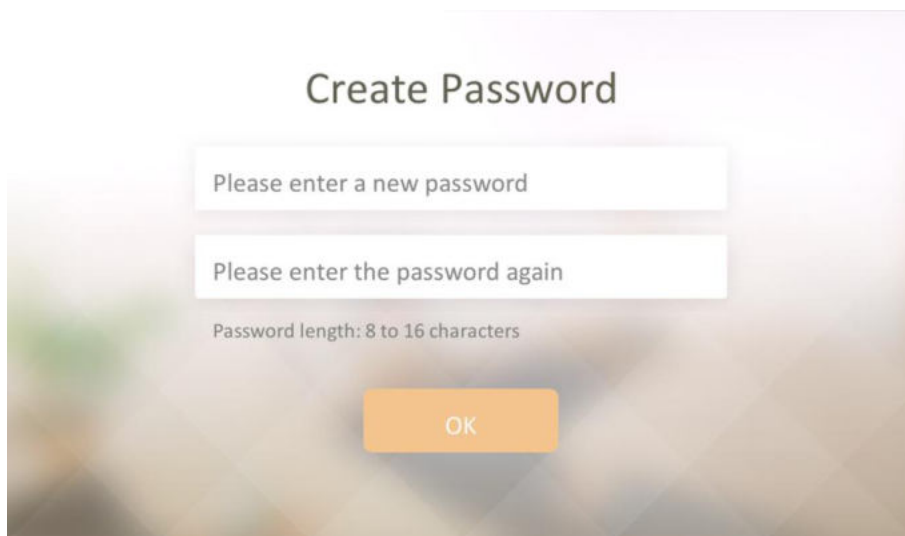 Create Password
Please enter a new password
Please enter the password again
Password length: 8 to 16 characters
OK